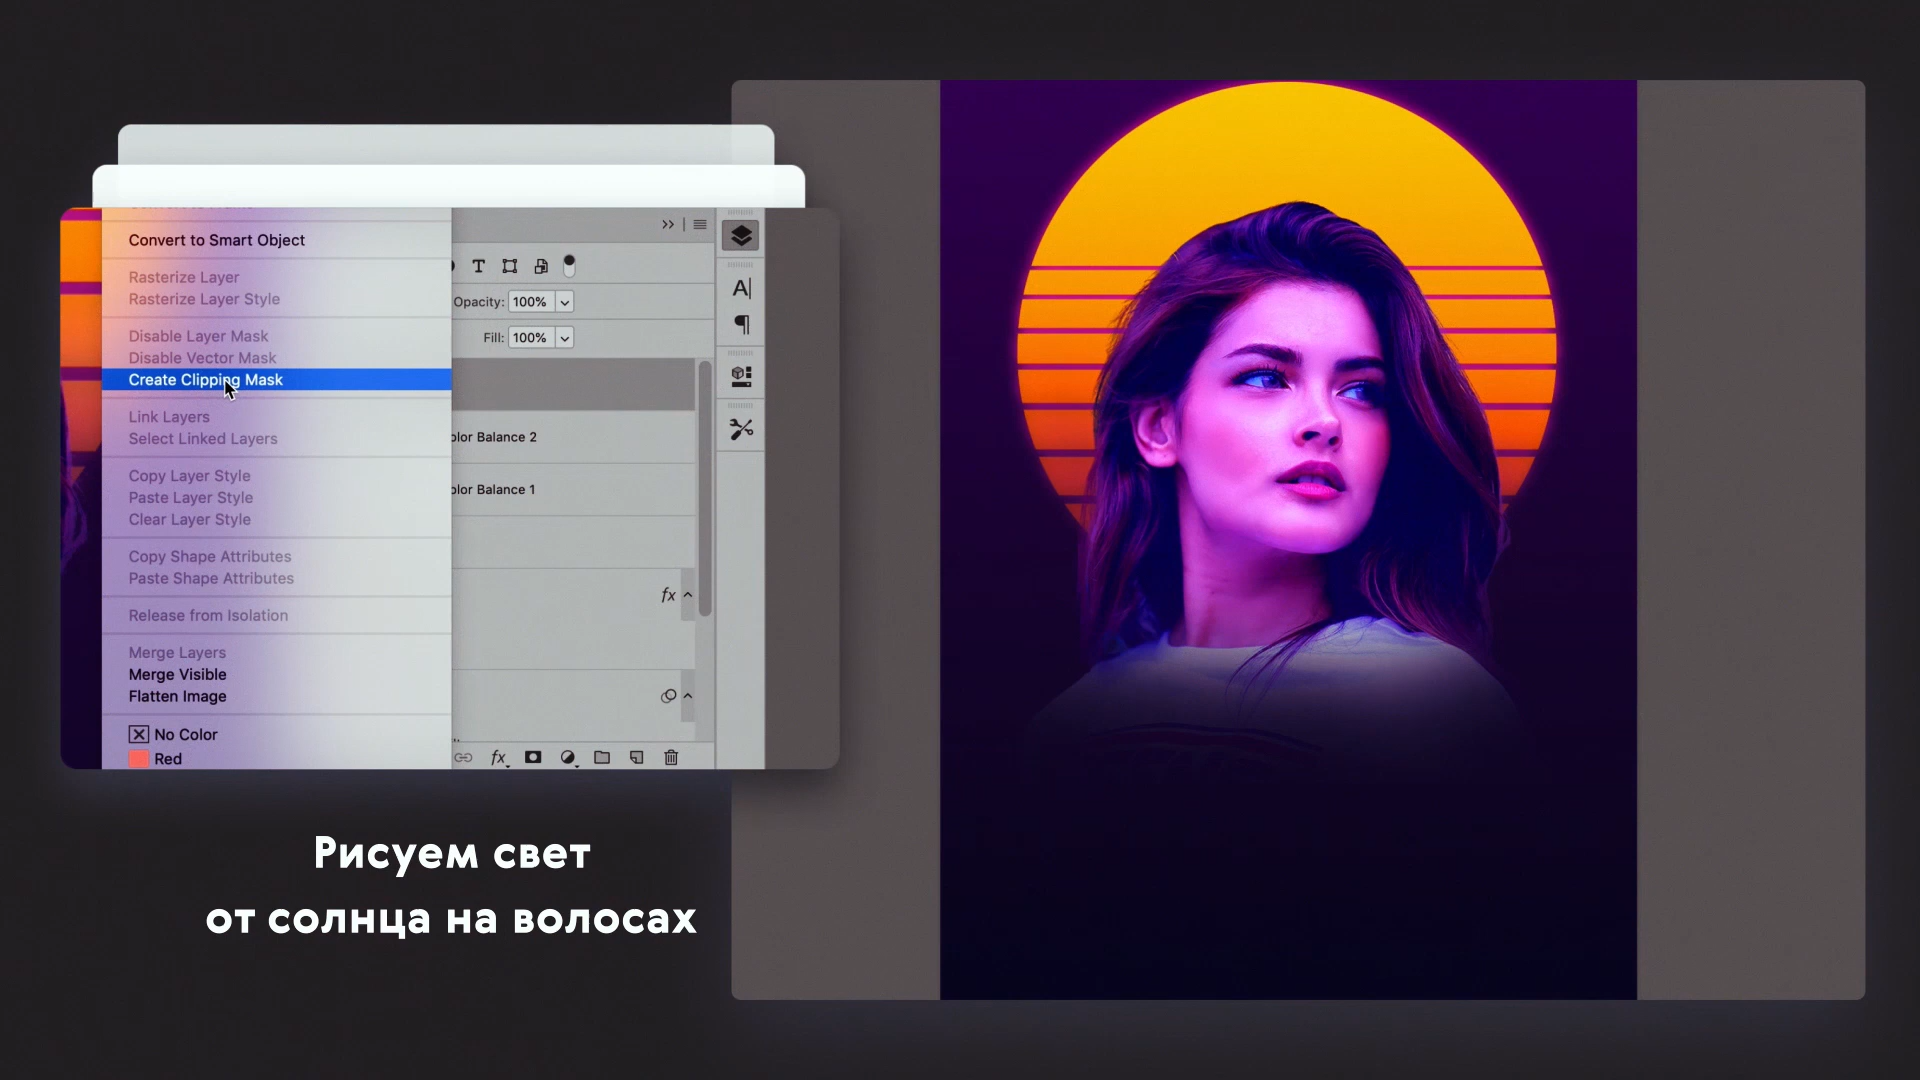 Convert to Smart Object
Rasterize Layer
Rasterize Layer Style
Disable Layer Mask
Disable Vector Mask
Create Clipping Mask
Link Layers
Select Linked Layers
Copy Layer Style
Paste Layer Style
Clear Layer Style
Copy Shape Attributes
Paste Shape Attributes
Release from Isolation
Merge Layers
Merge Visible
Flatten Image
No Color
Red
Opacity: 100%
Fill: 100%
olor Balance 2
olor Balance 1
fx
fx
Рисуем свет
от солнца на волосах